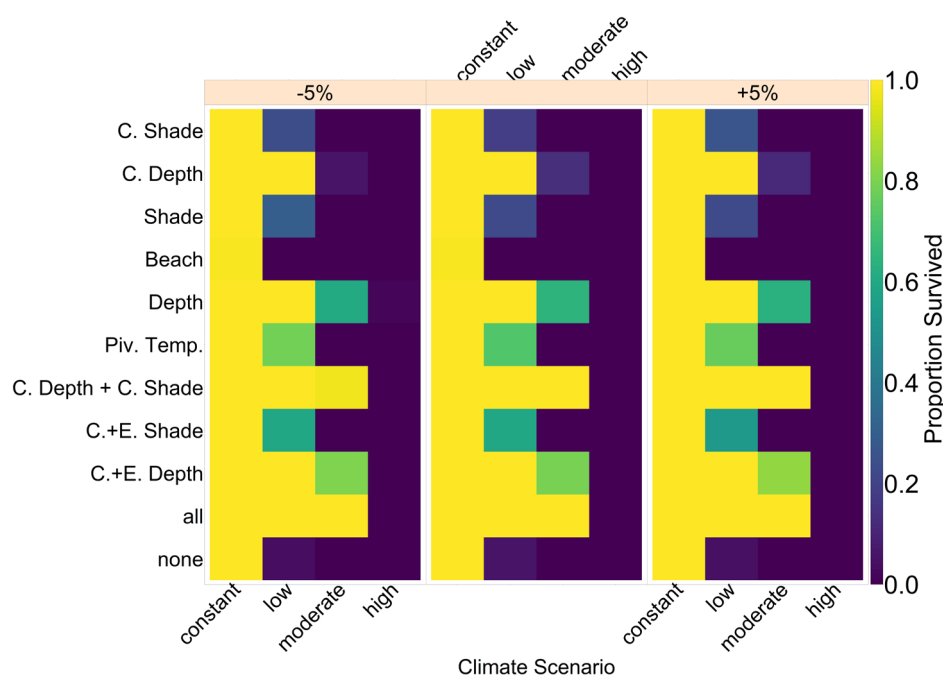 constant
low
moderate
high
-5%
+5%
C. Shade
C. Depth
Shade
Beach
Depth
Piv. Temp.
C. Depth + C. Shade
C.+E. Shade
C.+E. Depth
all
none
1.0
0.8
0.6
0.4
0.2
0.0
Proportion Survived
constant
low
moderate
high
constant
low
moderate
high
Climate Scenario